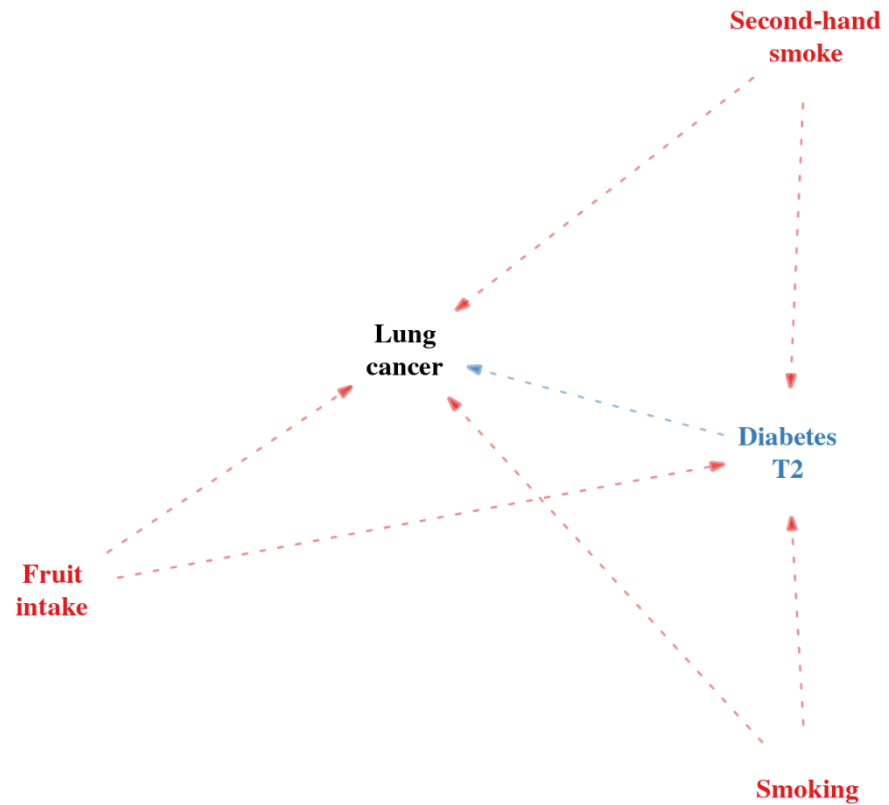 Second-hand
smoke
Lung
cancer
Diabetes
T2
Fruit
intake
Smoking